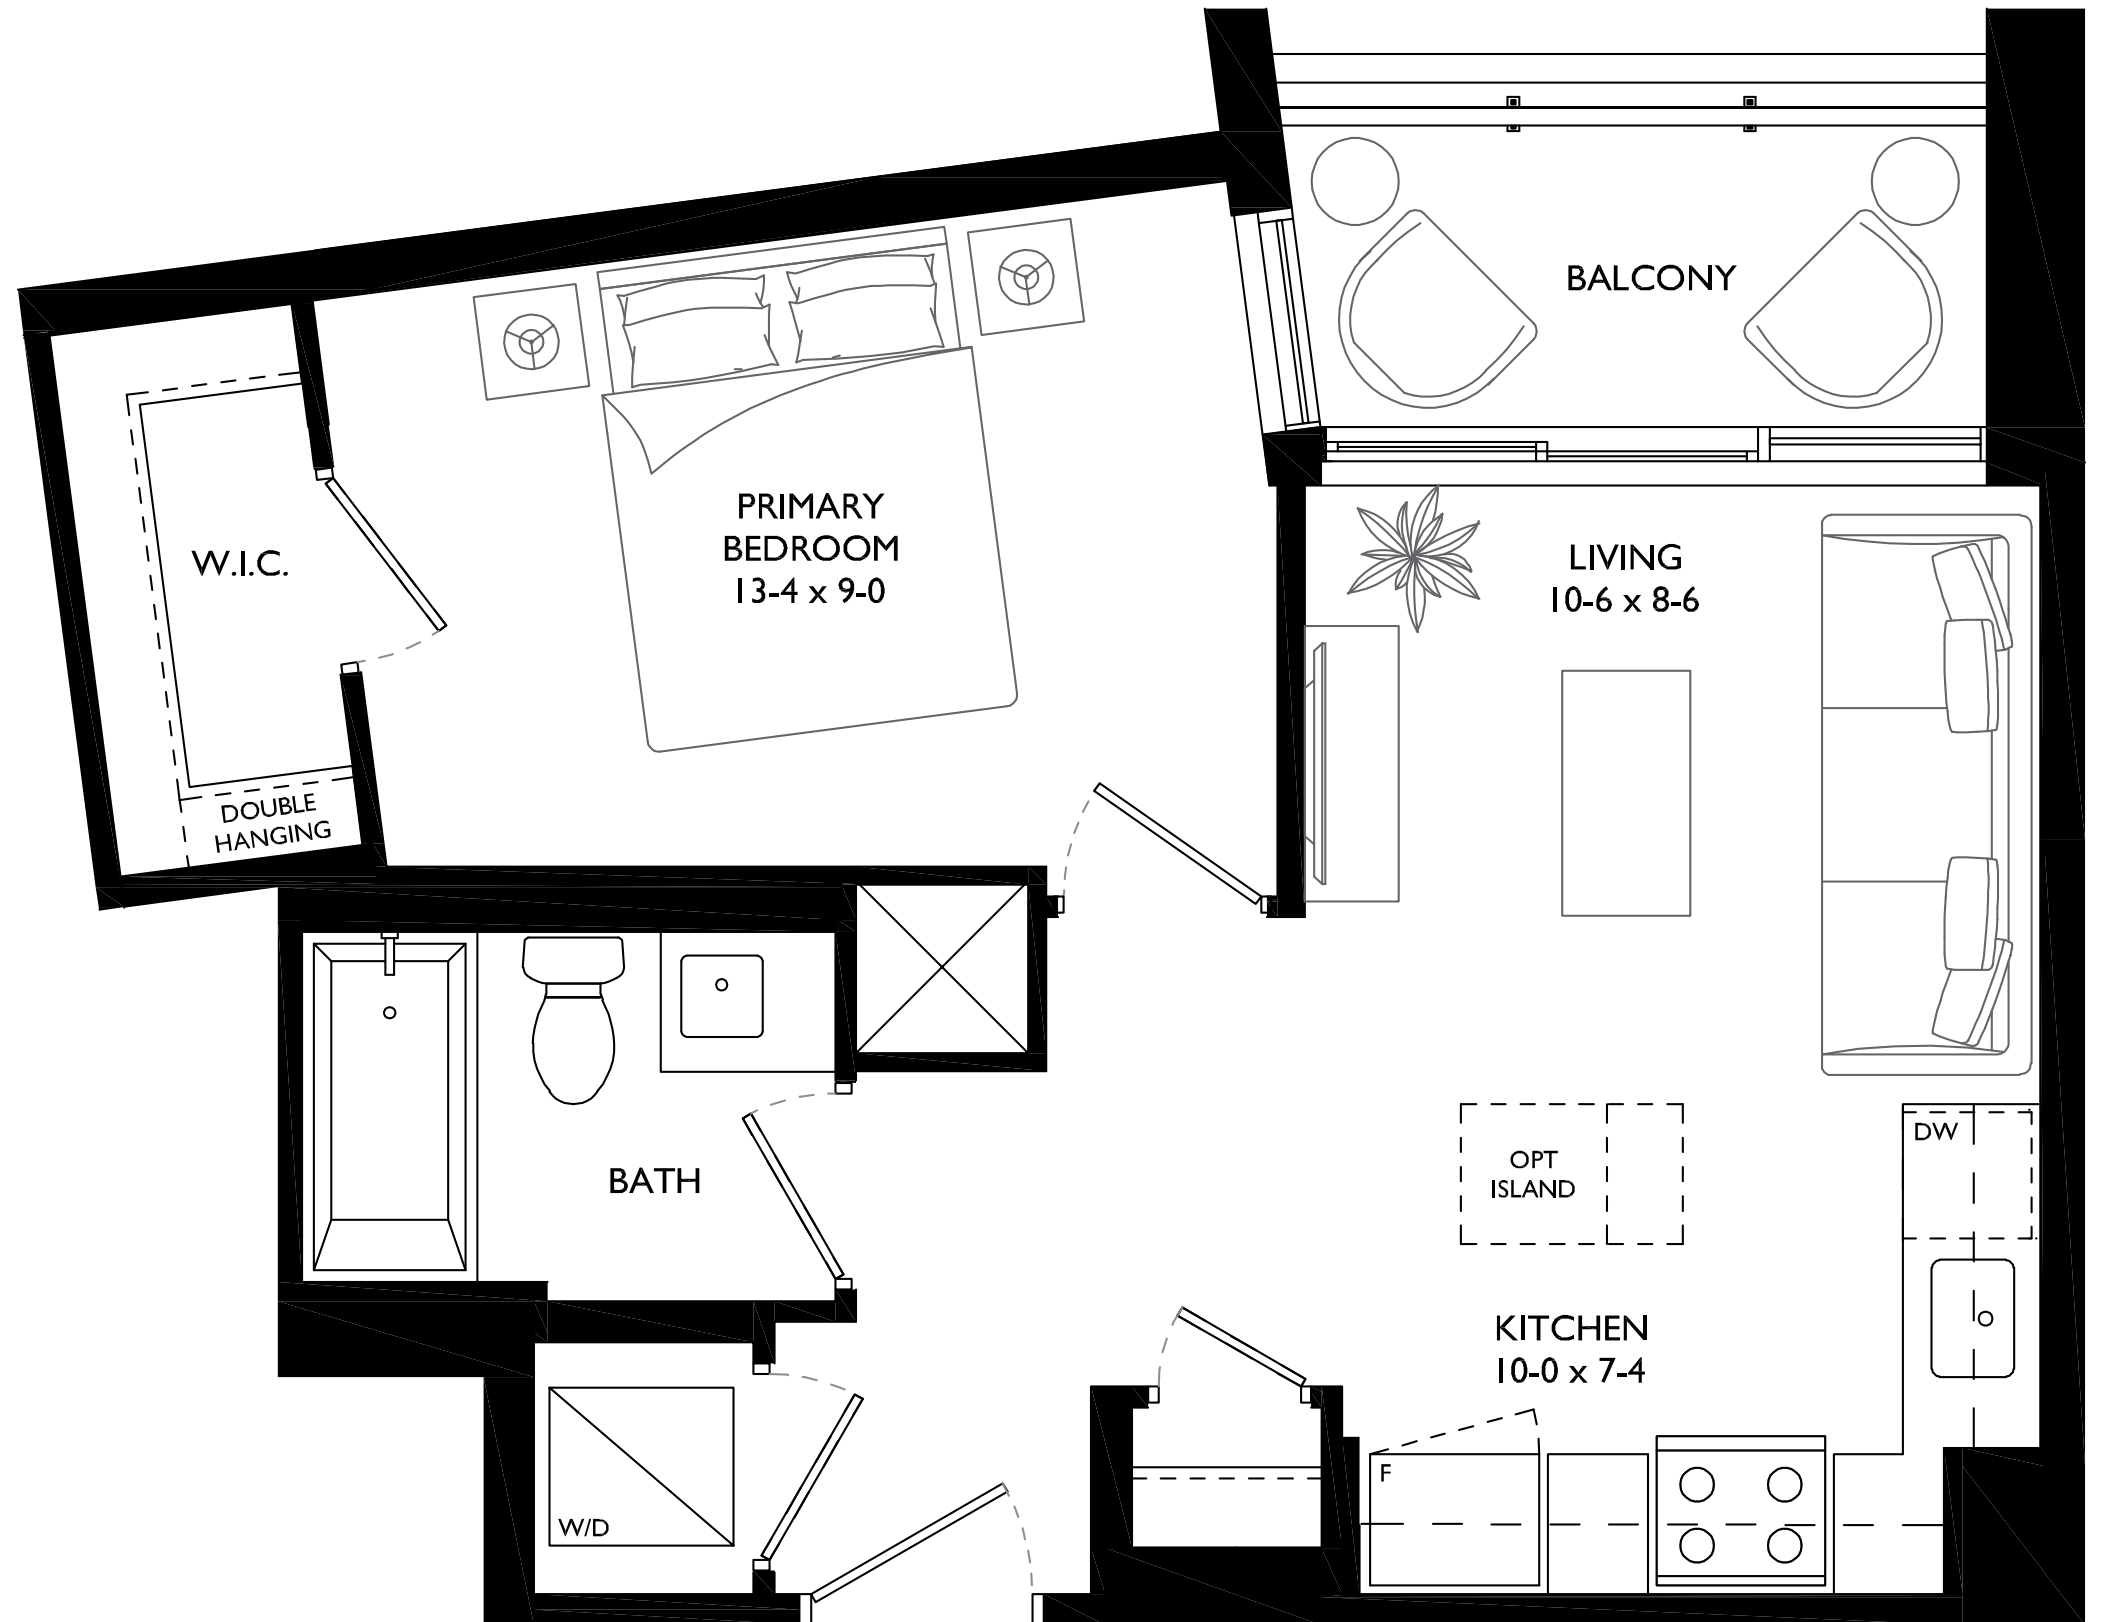 BALCONY
PRIMARY
BEDROOM
13-4 x 9-0
W.I.C.
LIVING
10-6 x 8-6
DOUBLE
HANGING
DW
OPT
ISLAND
BATH
KITCHEN
10-0 x 7-4
F
W/D